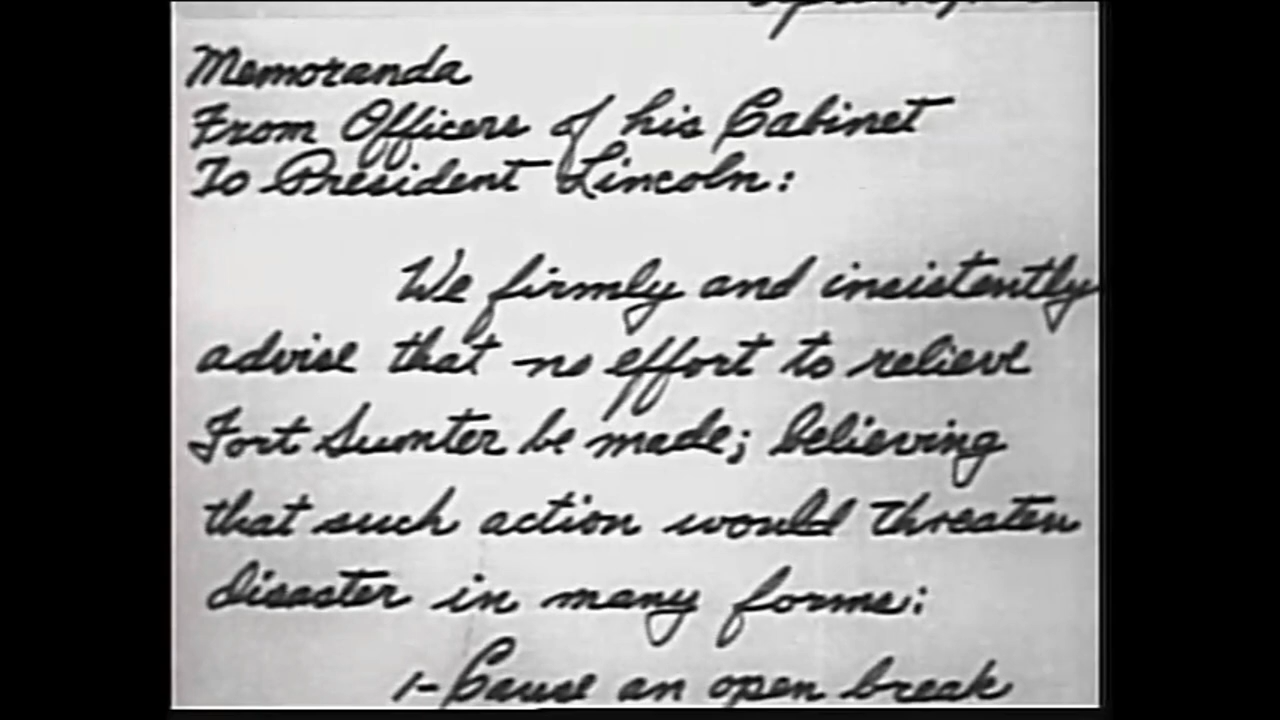 Memoranda
From Officers of his Cabinet
To President Lincoln:
We firmly and insistently
advise that no effort to relieve
Fort Sumter be made; believing
that such action would threaten
disaster in many forms:
1- Cause an open break